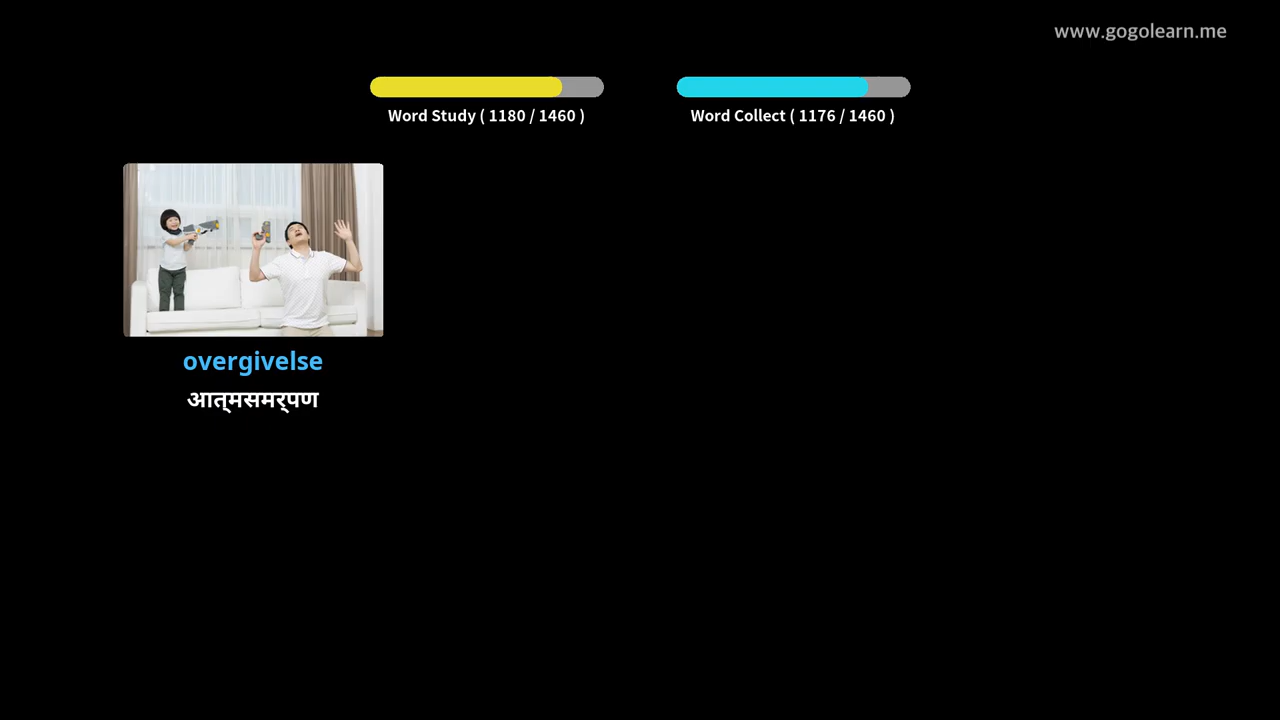 www.gogolearn.me
Word Study ( 1180 / 1460 )
Word Collect ( 1176 / 1460 )
overgivelse
आत्मसमर्पण